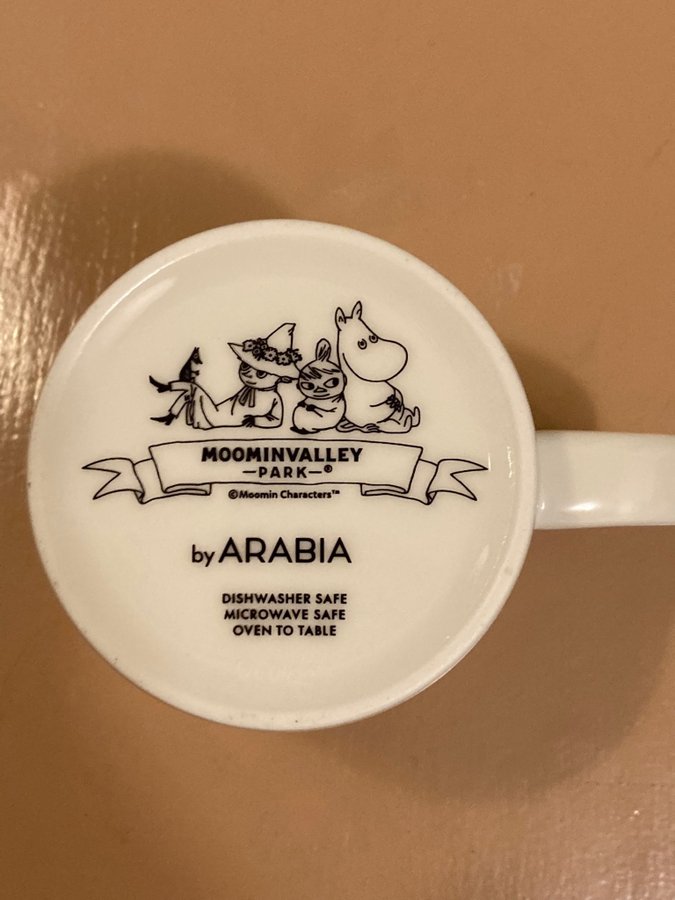 MOOMINVALLEY
—PARK—®
©Moomin Characters™
by ARABIA
DISHWASHER SAFE
MICROWAVE SAFE
OVEN TO TABLE